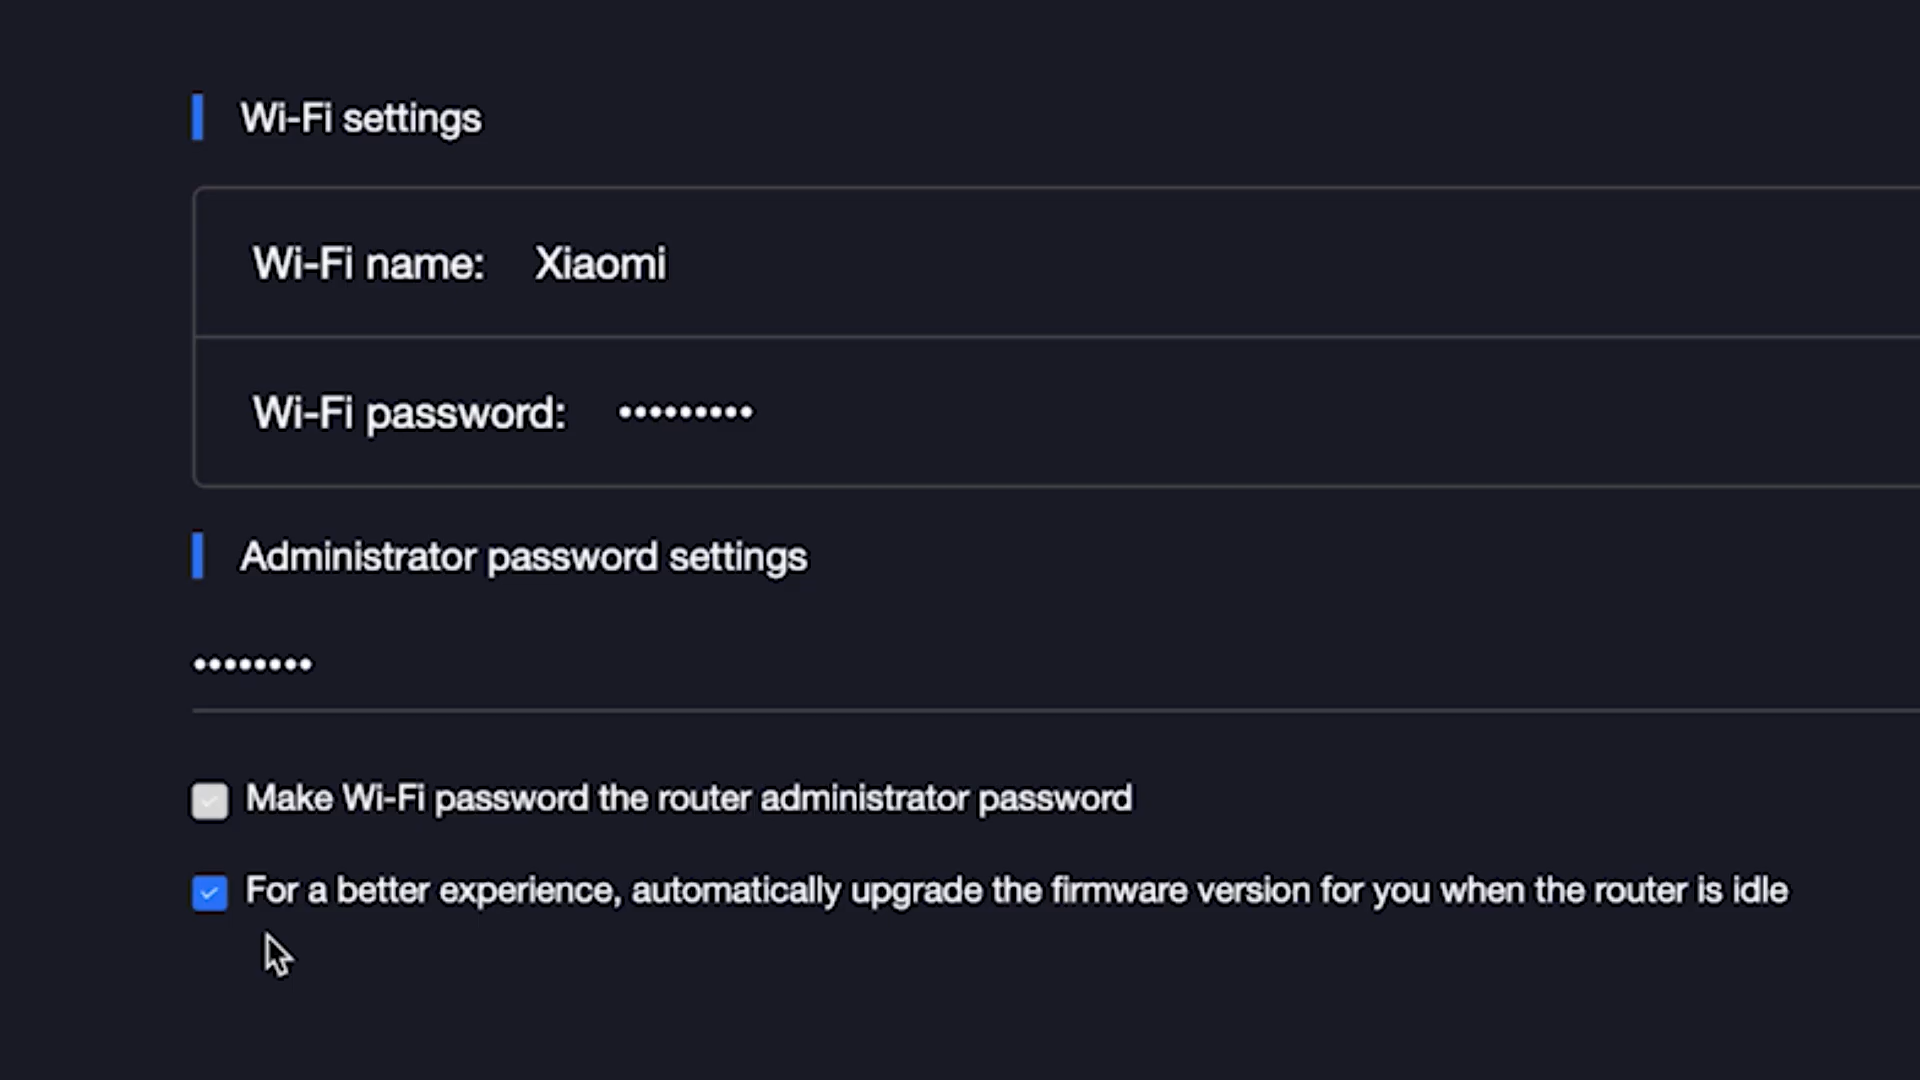 Wi-Fi settings
Wi-Fi name: Xiaomi
Wi-Fi password: •••••••••
Administrator password settings
••••••••
Make Wi-Fi password the router administrator password
For a better experience, automatically upgrade the firmware version for you when the router is idle